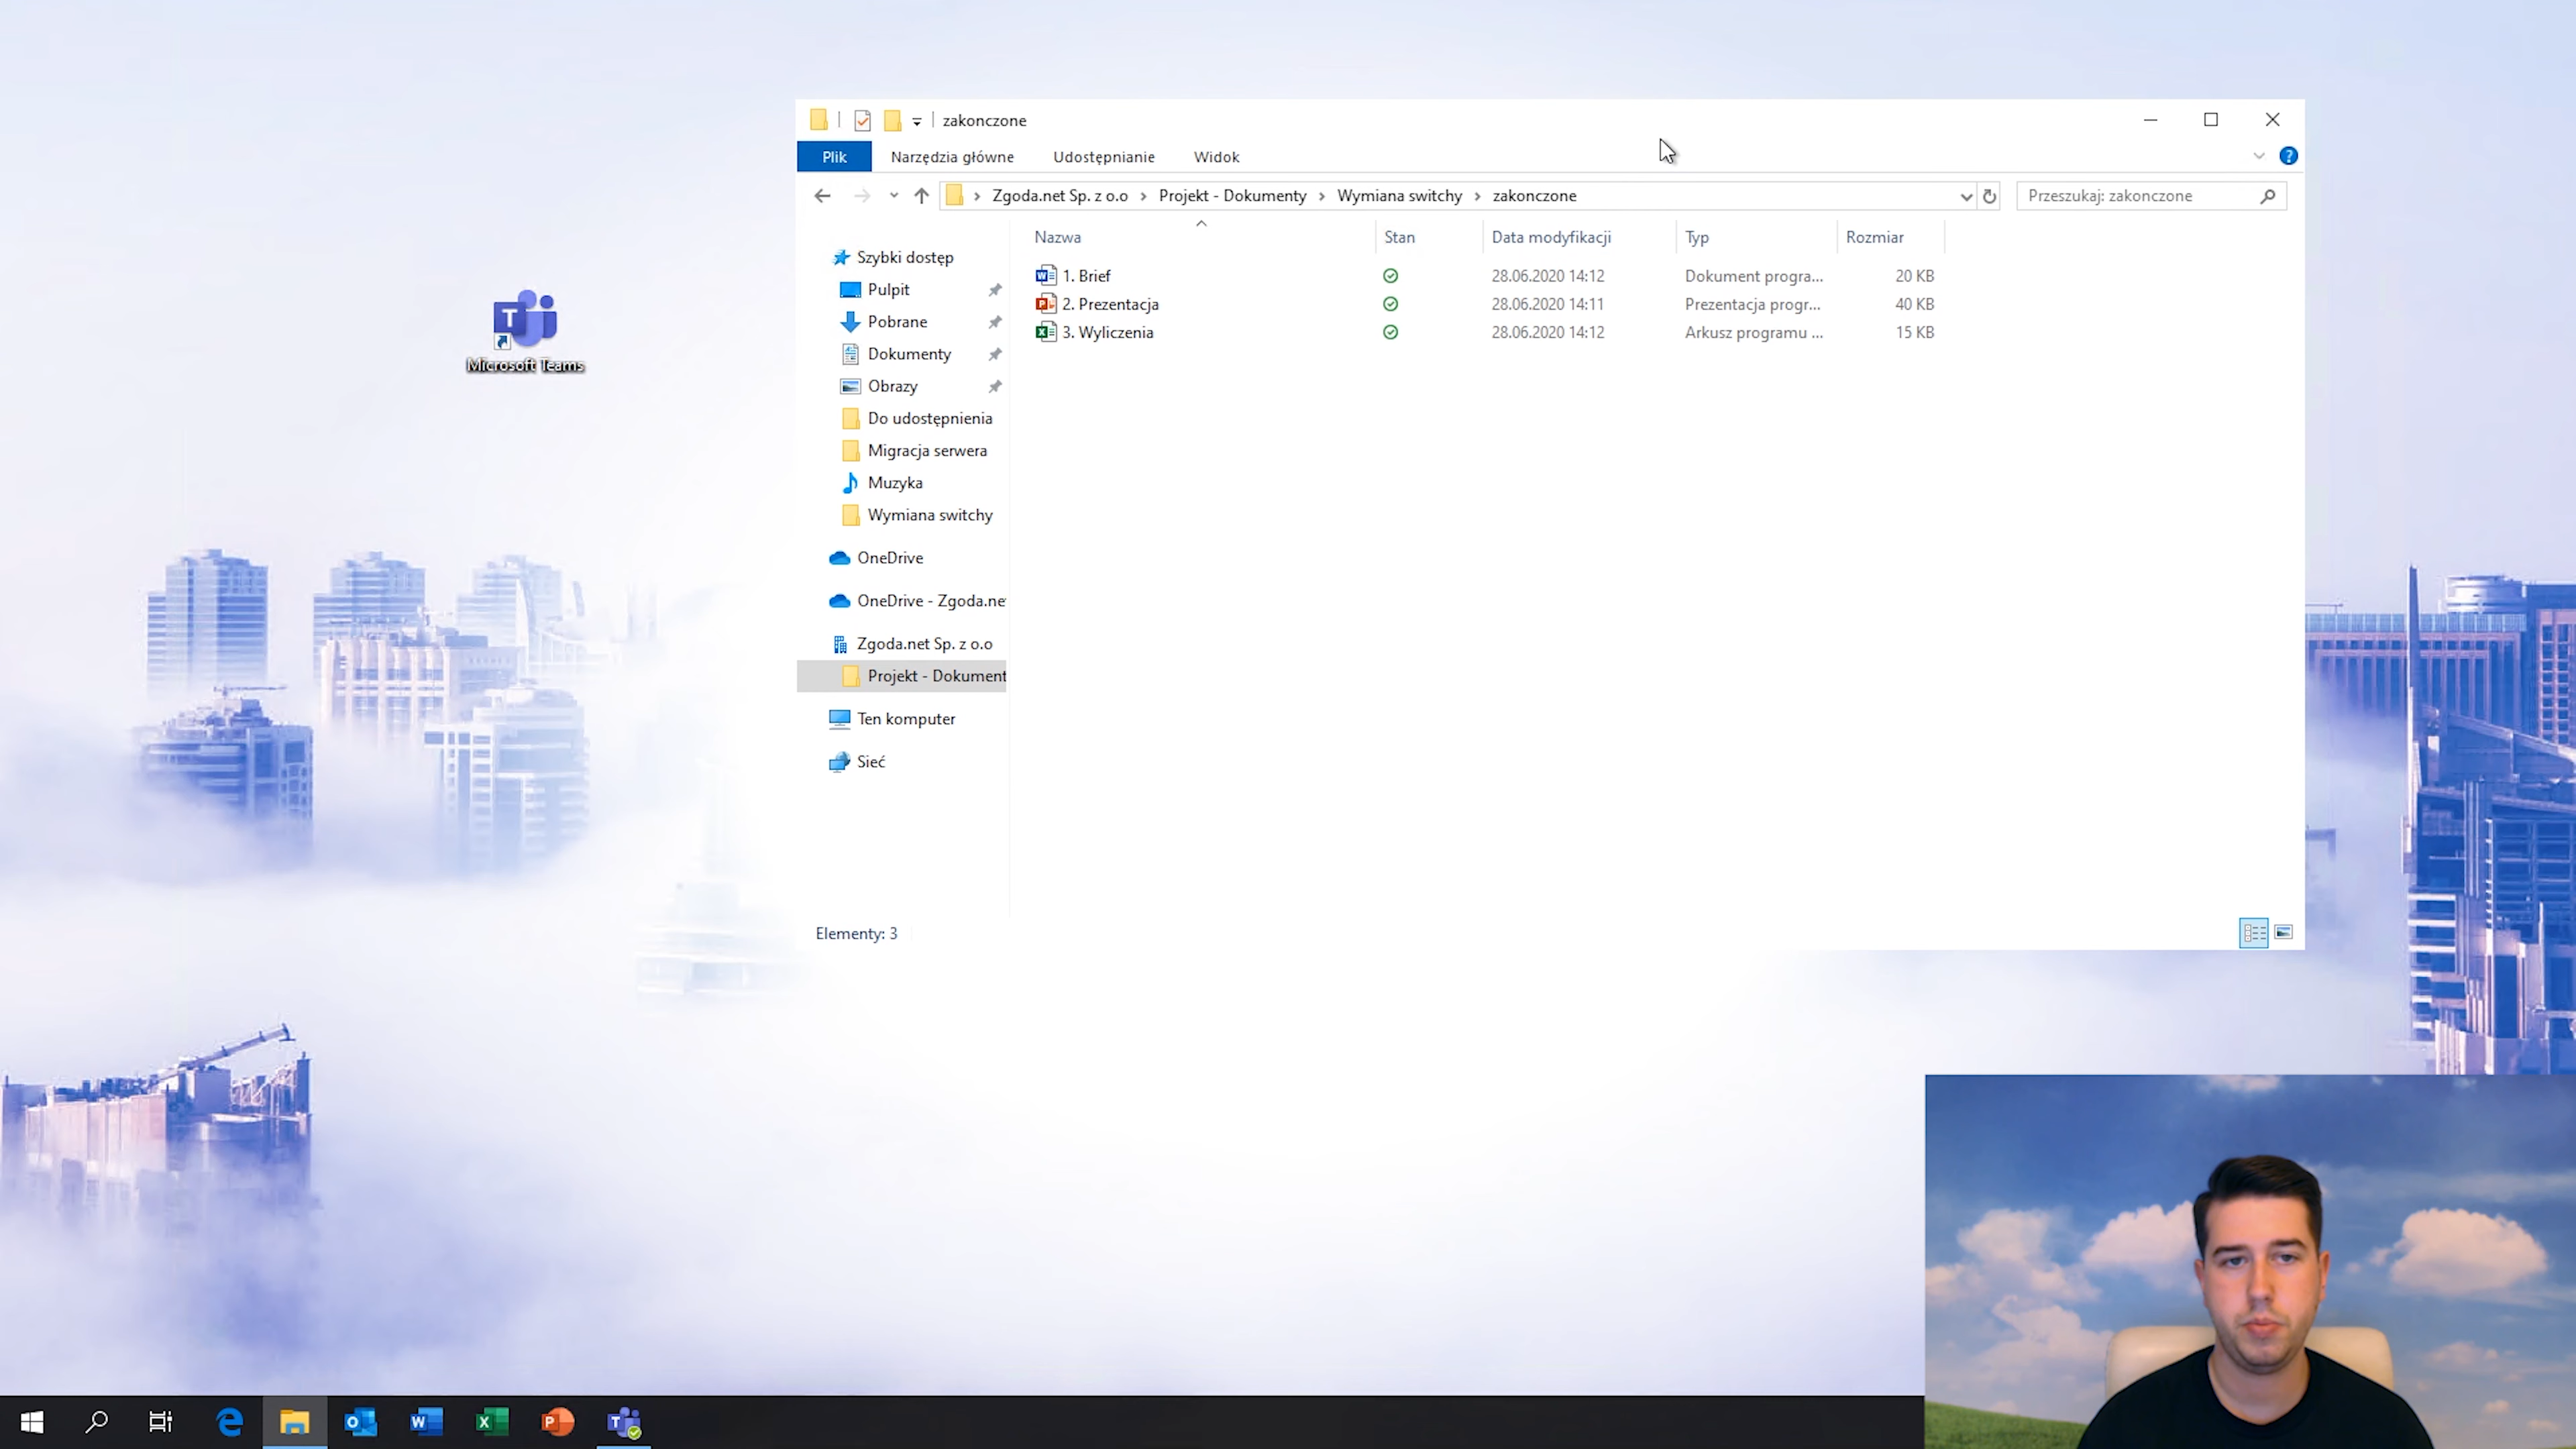 zakonczone
Plik Narzędzia główne Udostępnianie Widok
Zgoda.net Sp. z o.o Projekt - Dokumenty Wymiana switchy zakonczone Przeszukaj: zakonczone
Nazwa Stan Data modyfikacji Typ Rozmiar
1. Brief 28.06.2020 14:12 Dokument progra... 20 KB
2. Prezentacja 28.06.2020 14:11 Prezentacja progr... 40 KB
3. Wyliczenia 28.06.2020 14:12 Arkusz programu ... 15 KB
Szybki dostęp
Pulpit
Pobrane
Dokumenty
Obrazy
Do udostępnienia
Migracja serwera
Muzyka
Wymiana switchy
OneDrive
OneDrive - Zgoda.ne
Zgoda.net Sp. z o.o
Projekt - Dokument
Ten komputer
Sieć
Elementy: 3
T
Microsoft Teams
O W X P T